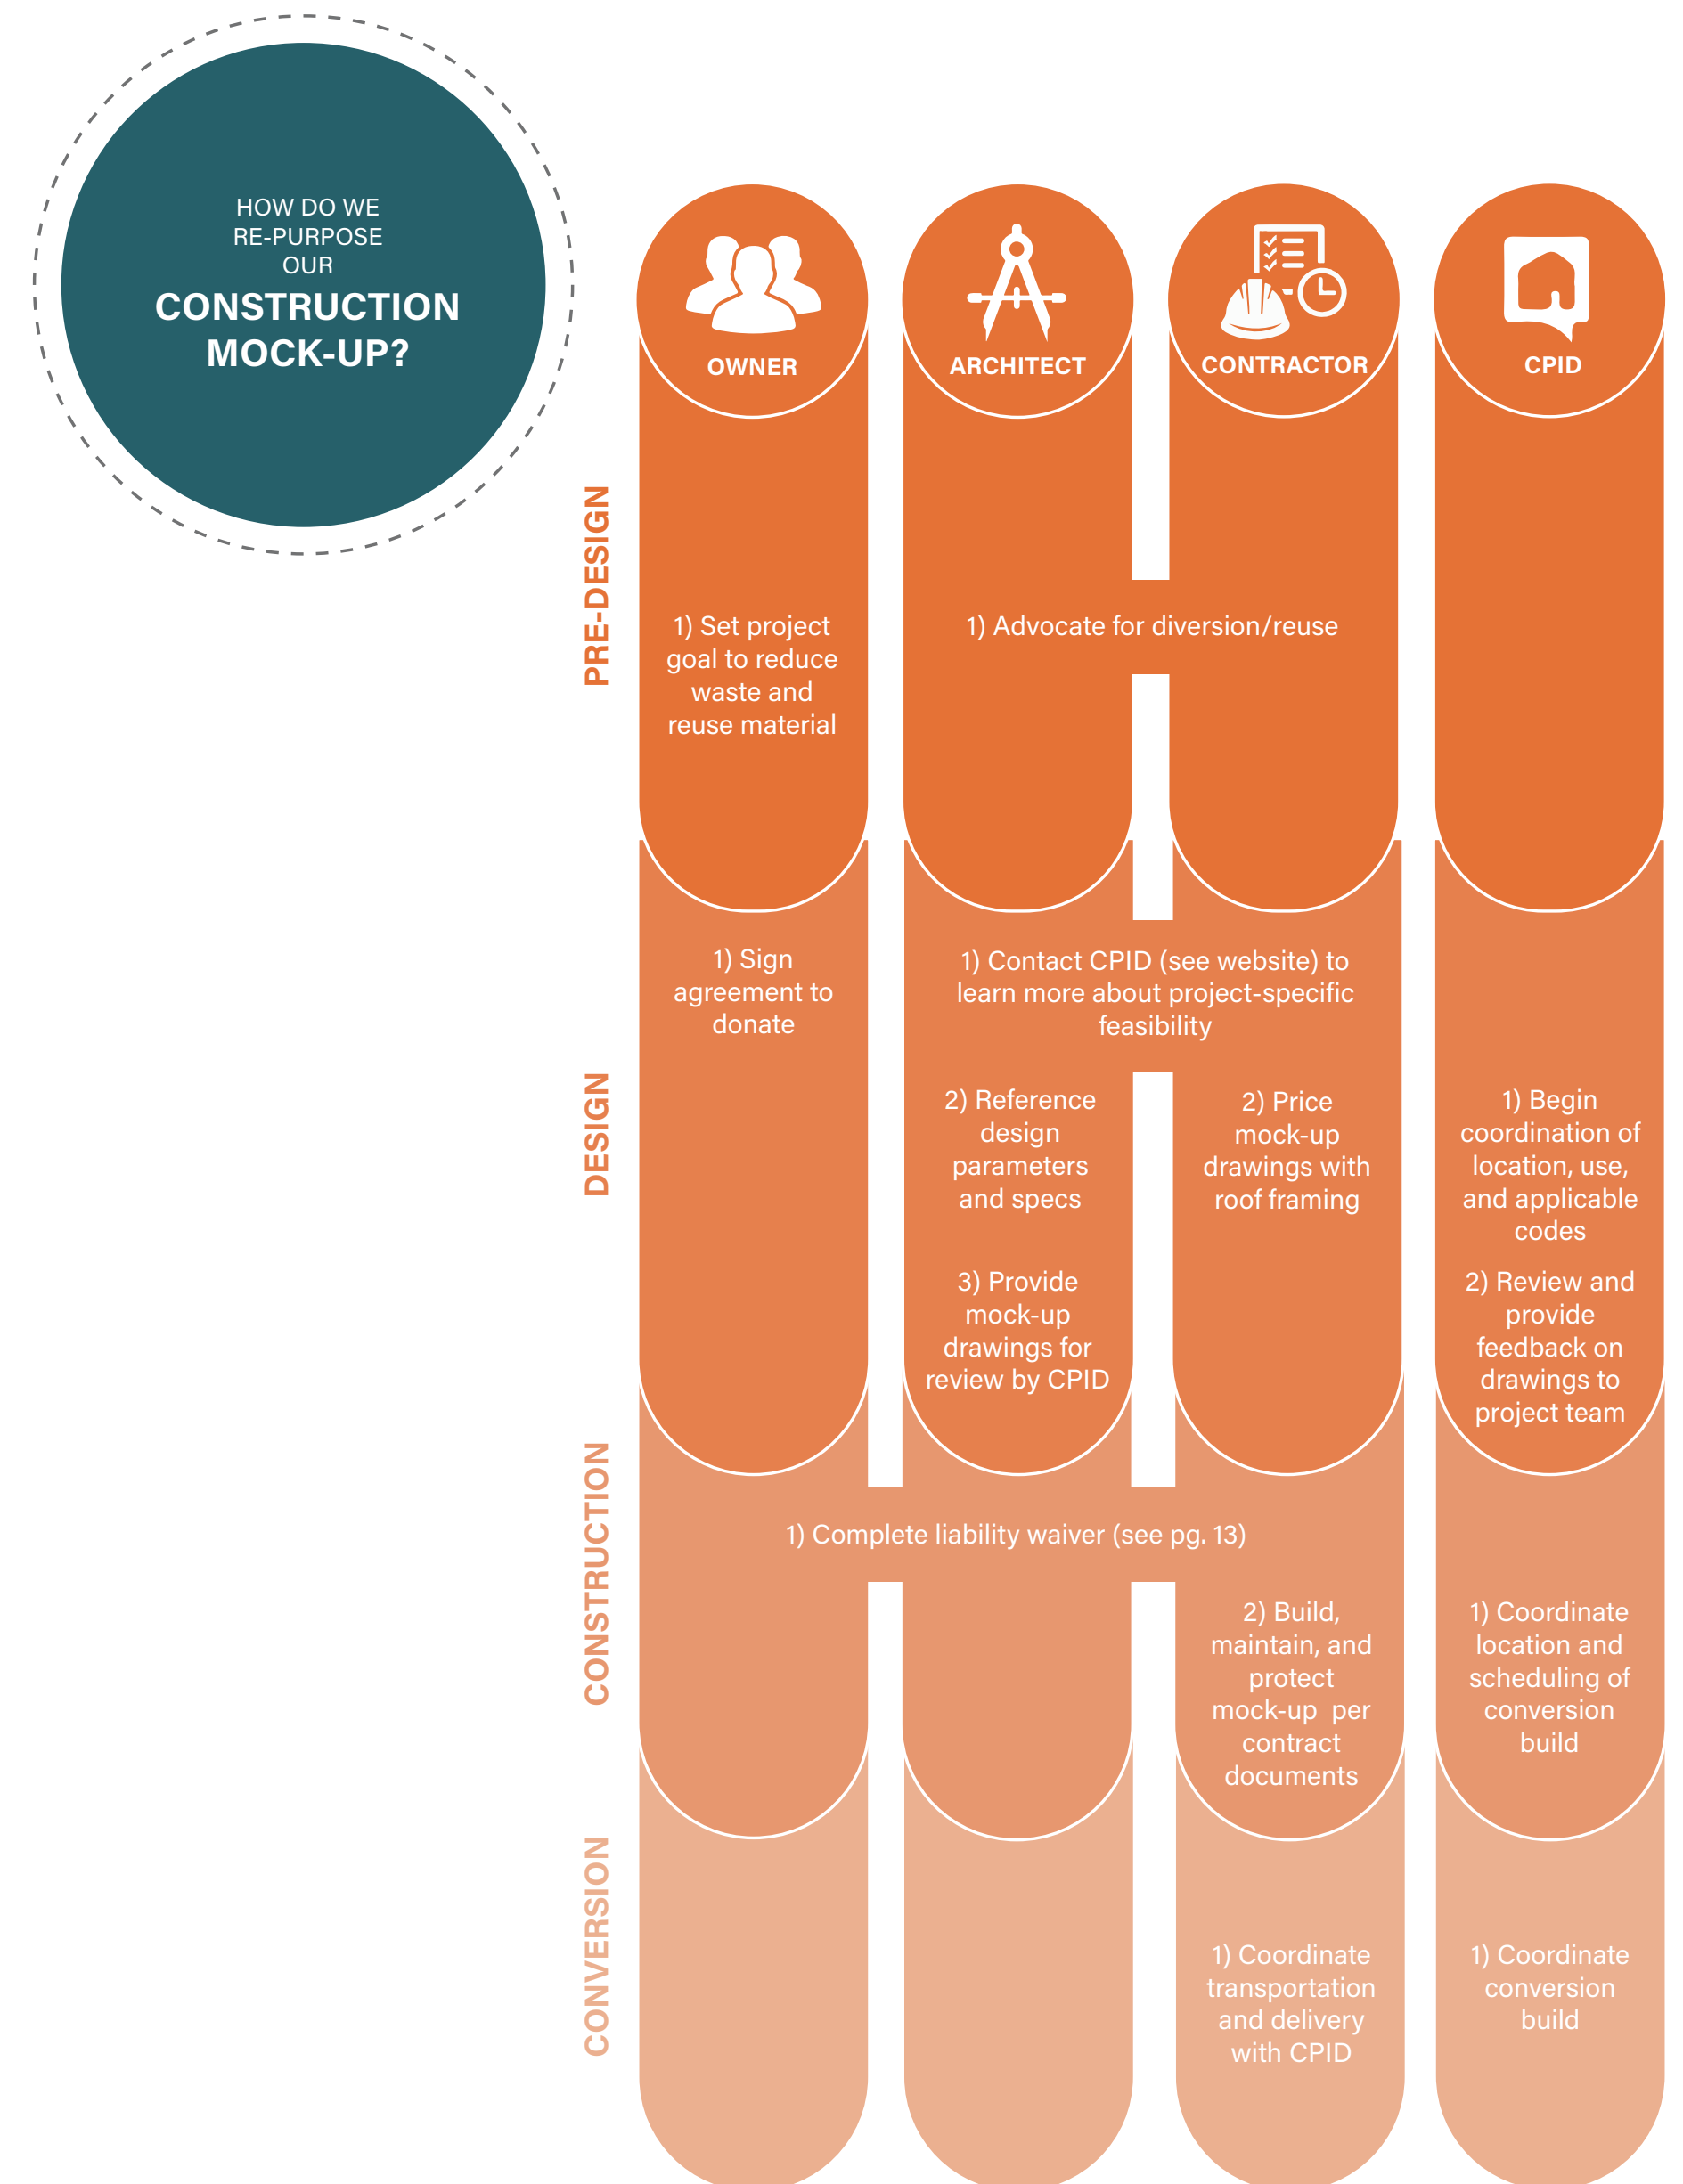 HOW DO WE
RE-PURPOSE
OUR
CONSTRUCTION
MOCK-UP?
OWNER
ARCHITECT
CONTRACTOR
CPID
PRE-DESIGN
1) Set project
goal to reduce
waste and
reuse material
1) Advocate for diversion/reuse
DESIGN
1) Sign
agreement to
donate
1) Contact CPID (see website) to
learn more about project-specific
feasibility
2) Reference
design
parameters
and specs
3) Provide
mock-up
drawings for
review by CPID
2) Price
mock-up
drawings with
roof framing
1) Begin
coordination of
location, use,
and applicable
codes
2) Review and
provide
feedback on
drawings to
project team
CONSTRUCTION
1) Complete liability waiver (see pg. 13)
2) Build,
maintain, and
protect
mock-up per
contract
documents
1) Coordinate
location and
scheduling of
conversion
build
CONVERSION
1) Coordinate
transportation
and delivery
with CPID
1) Coordinate
conversion
build